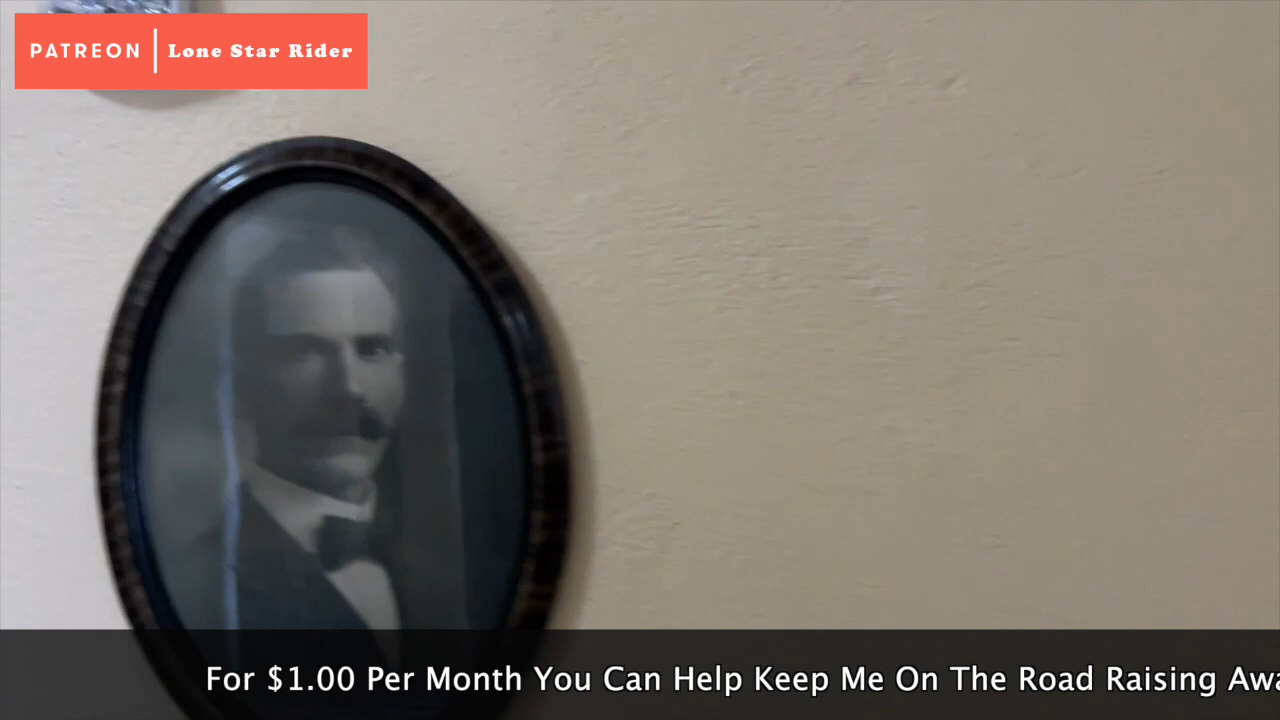 PATREON | Lone Star Rider
For $1.00 Per Month You Can Help Keep Me On The Road Raising